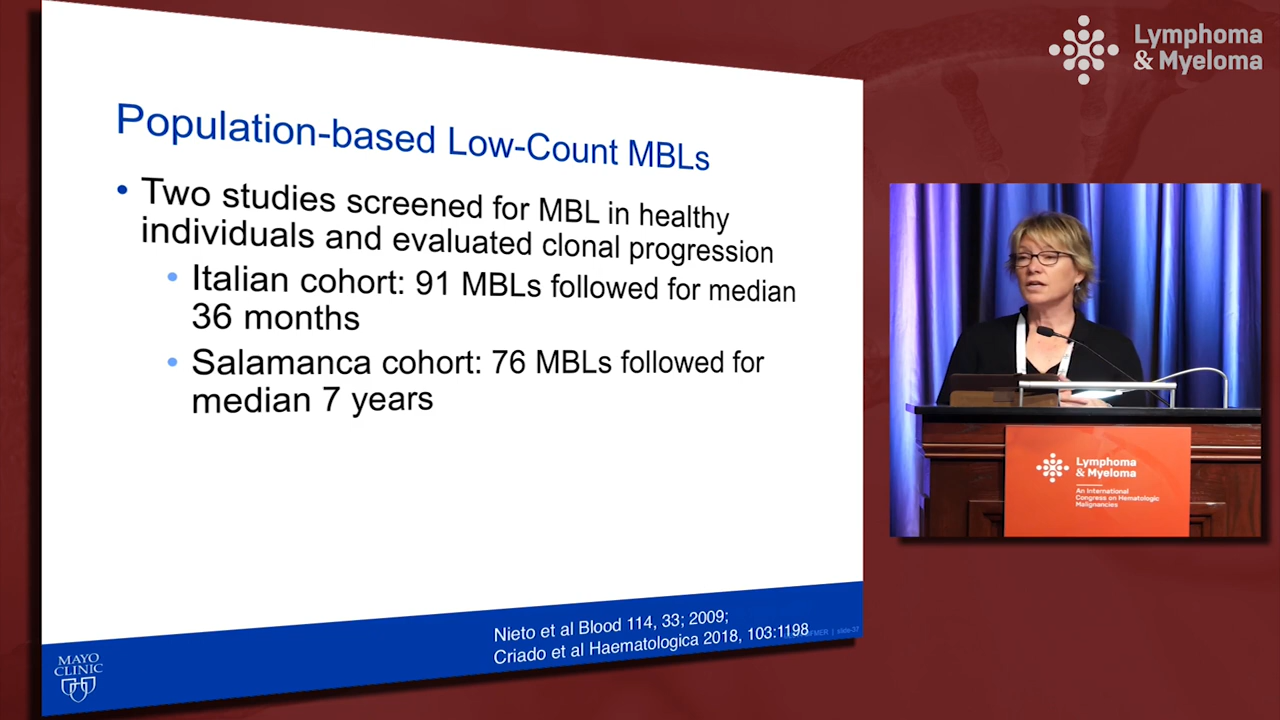 Lymphoma
& Myeloma
Population-based Low-Count MBLs
• Two studies screened for MBL in healthy
individuals and evaluated clonal progression
• Italian cohort: 91 MBLs followed for median
36 months
• Salamanca cohort: 76 MBLs followed for
median 7 years
Nieto et al Blood 114, 33; 2009;
Criado et al Haematologica 2018, 103:1198
MAYO
CLINIC
Lymphoma
& Myeloma
An International
Congress on Hematologic
Malignancies